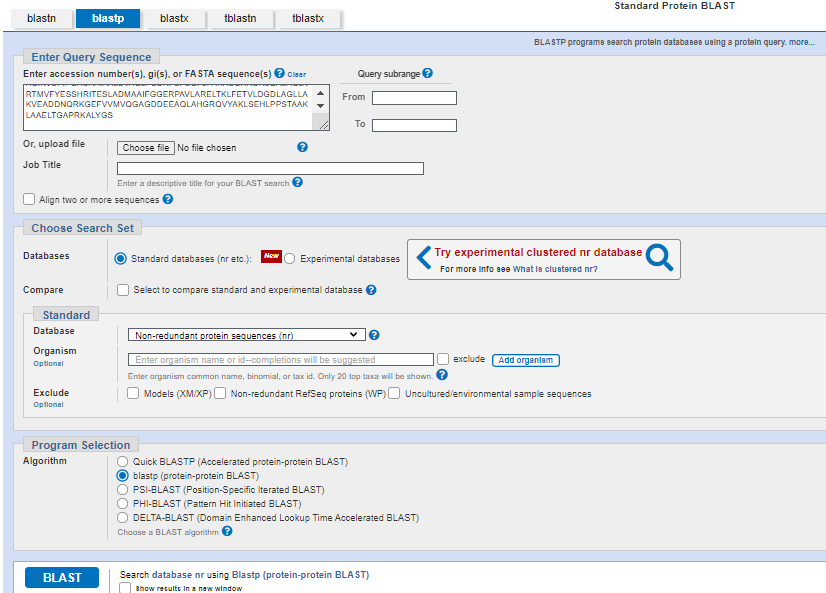 Standard Protein BLAST
blastn blastp blastx tblastn tblastx
BLASTP programs search protein databases using a protein query. more...
Enter Query Sequence
Enter accession number(s), gi(s), or FASTA sequence(s) ? Clear
Query subrange ?
RTMVFYESSHRITESLADMAAIFGGERPAVLARELTKLFETVLDGDLAGLLA
KVEADDNQRKGEFVVMVQGAGDDEEAQLAHGRQVYAKLSEHLPPSTAAK
LAAELTGAPRKALYGS
From
To
Or, upload file
Choose file No file chosen ?
Job Title
Enter a descriptive title for your BLAST search ?
Align two or more sequences ?
Choose Search Set
Databases
Standard databases (nr etc.): New Experimental databases
Try experimental clustered nr database
For more info see What is clustered nr?
Compare
Select to compare standard and experimental database ?
Standard
Database
Non-redundant protein sequences (nr) ?
Organism
Optional
Enter organism name or id--completions will be suggested exclude Add organism
Enter organism common name, binomial, or tax id. Only 20 top taxa will be shown. ?
Exclude
Optional
Models (XM/XP) Non-redundant RefSeq proteins (WP) Uncultured/environmental sample sequences
Program Selection
Algorithm
Quick BLASTP (Accelerated protein-protein BLAST)
blastp (protein-protein BLAST)
PSI-BLAST (Position-Specific Iterated BLAST)
PHI-BLAST (Pattern Hit Initiated BLAST)
DELTA-BLAST (Domain Enhanced Lookup Time Accelerated BLAST)
Choose a BLAST algorithm ?
BLAST
Search database nr using Blastp (protein-protein BLAST)
Show results in a new window